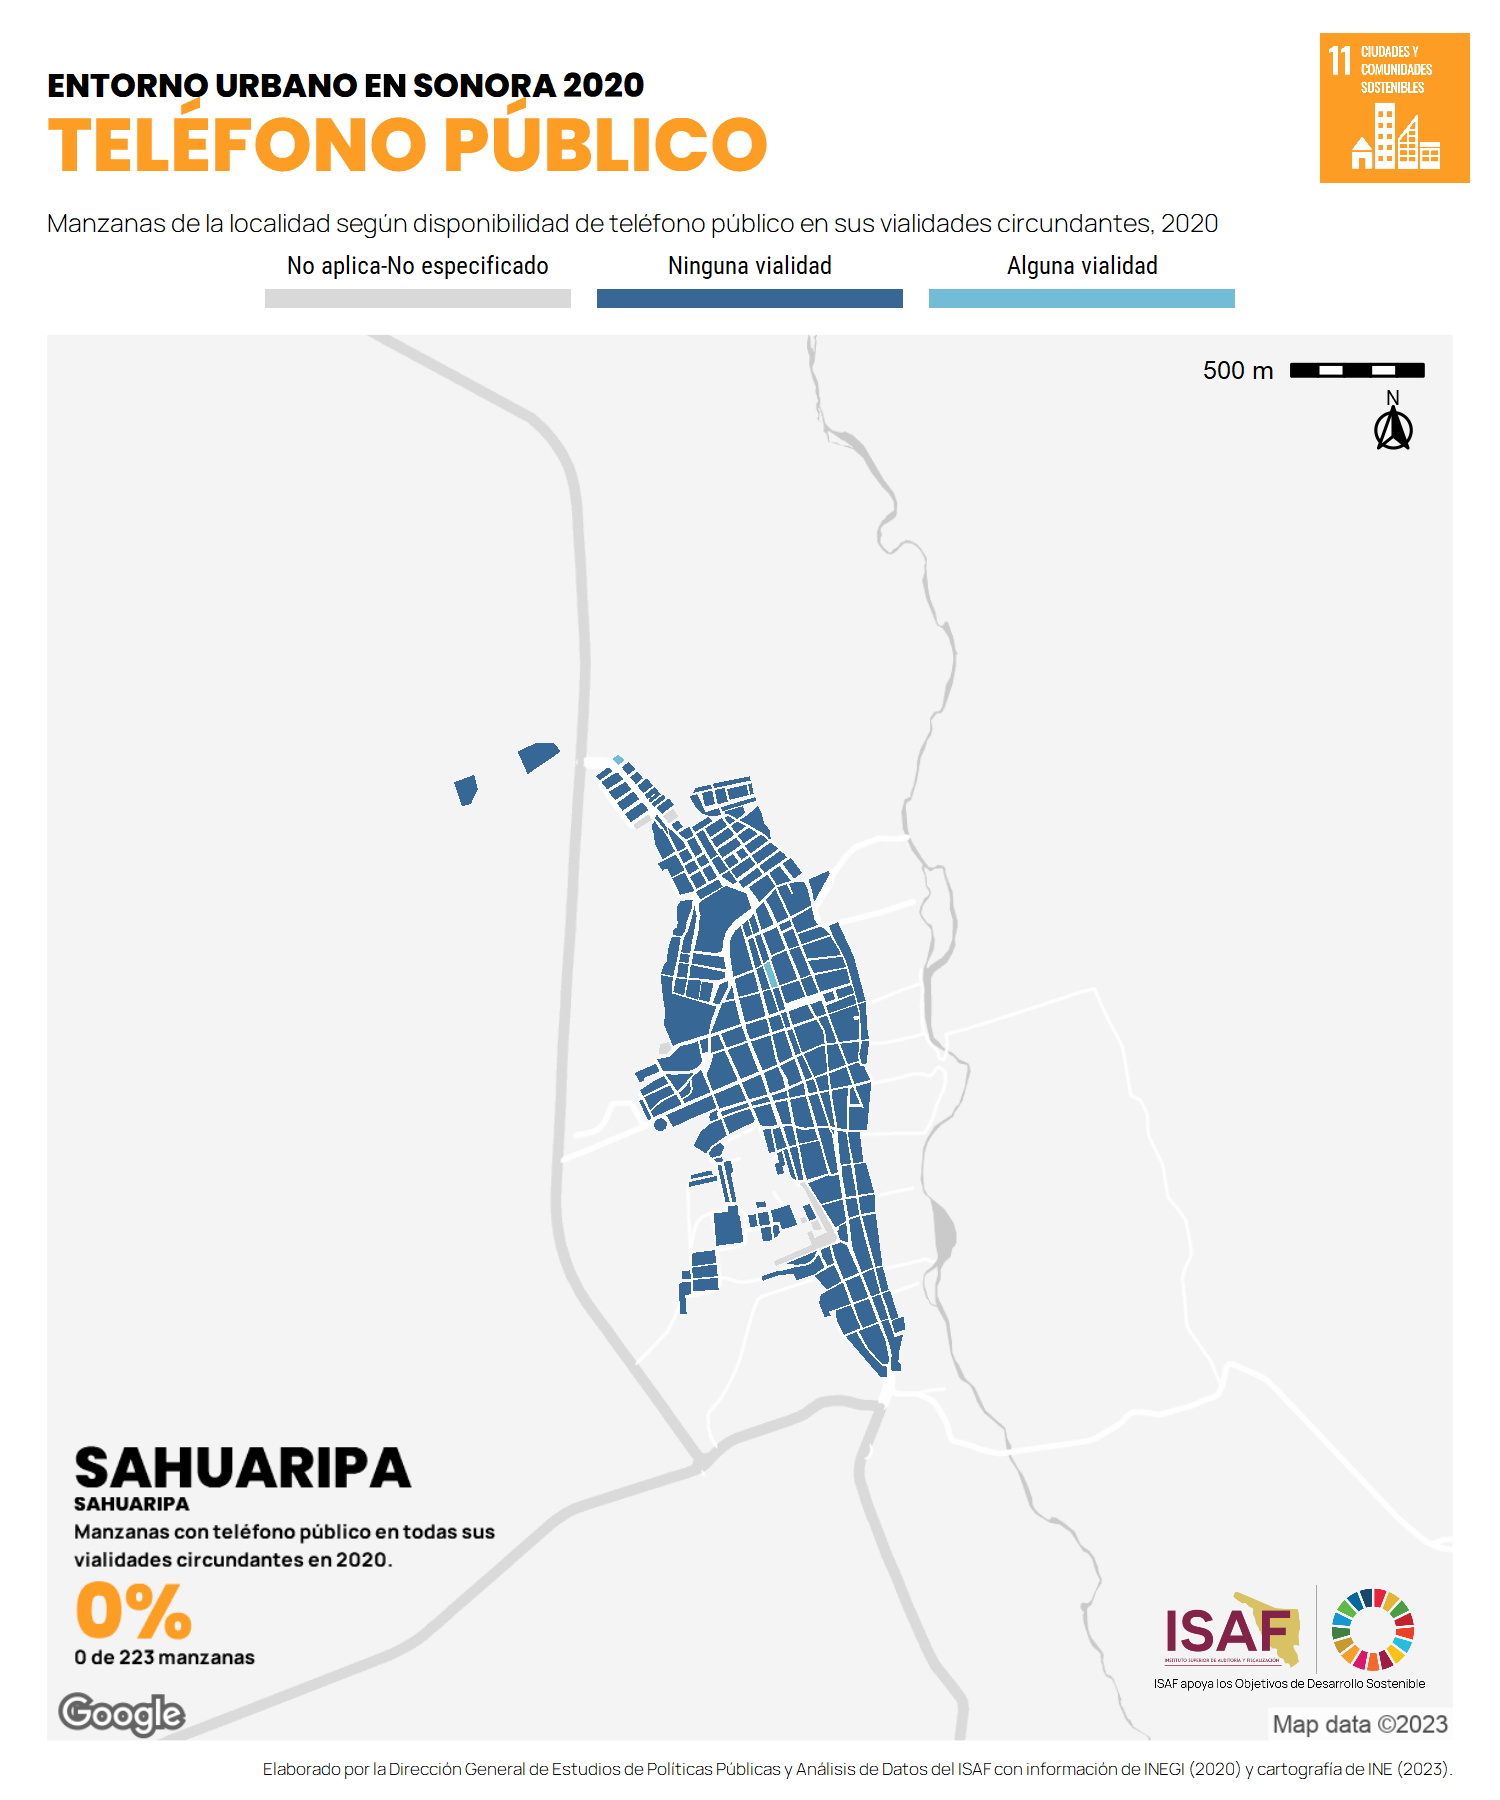 ENTORNO URBANO EN SONORA 2020
TELÉFONO PÚBLICO
11 CIUDADES Y
COMUNIDADES
SOSTENIBLES
Manzanas de la localidad según disponibilidad de teléfono público en sus vialidades circundantes, 2020
No aplica-No especificado
Ninguna vialidad
Alguna vialidad
500 m
N
SAHUARIPA
SAHUARIPA
Manzanas con teléfono público en todas sus
vialidades circundantes en 2020.
0%
0 de 223 manzanas
ISAF
INSTITUTO SUPERIOR DE AUDITORÍA Y FISCALIZACIÓN
ISAF apoya los Objetivos de Desarrollo Sostenible
Google
Map data ©2023
Elaborado por la Dirección General de Estudios de Políticas Públicas y Análisis de Datos del ISAF con información de INEGI (2020) y cartografía de INE (2023).